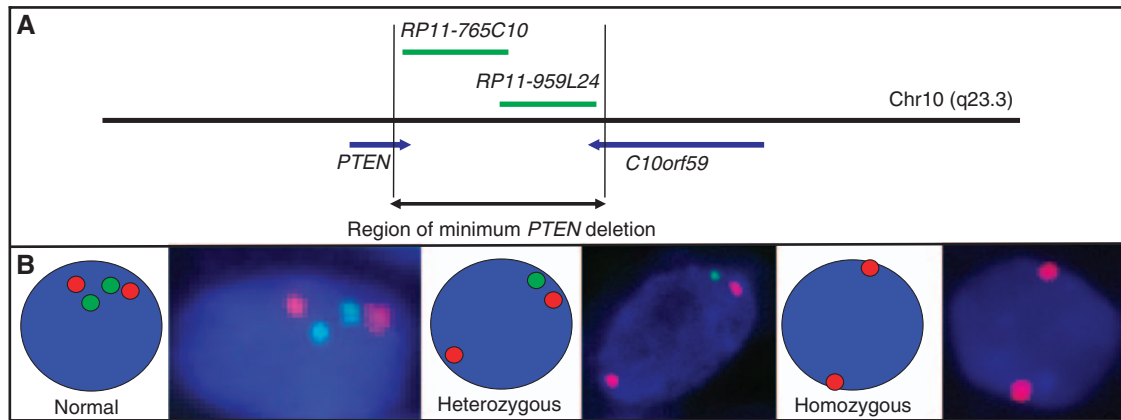 A
RP11-765C10
RP11-959L24
Chr10 (q23.3)
PTEN
C10orf59
Region of minimum PTEN deletion
B
Normal
Heterozygous
Homozygous